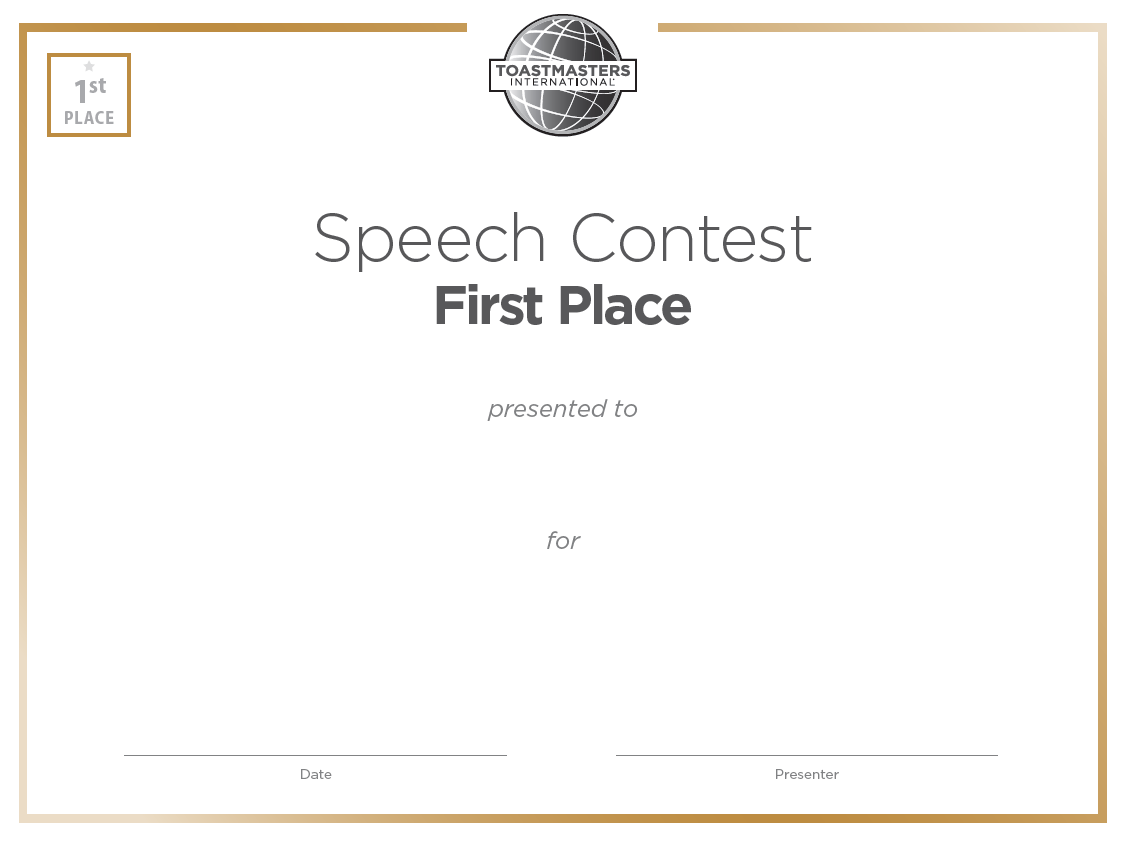 1st
PLACE
TOASTMASTERS
INTERNATIONAL
Speech Contest
First Place
presented to
for
Date
Presenter